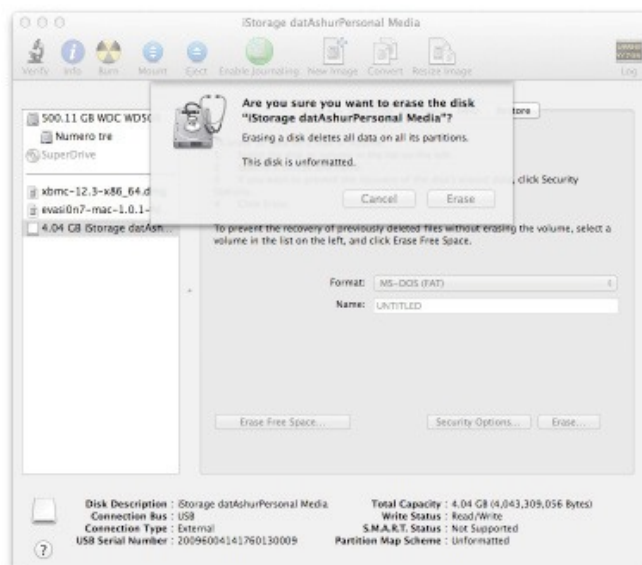 iStorage datAshurPersonal Media
Verify Info Burn Mount Eject Enable Journaling New Image Convert Resize Image Log
Are you sure you want to erase the disk
"iStorage datAshurPersonal Media"?
Erasing a disk deletes all data on all its partitions.
This disk is unformatted.
Cancel Erase
500.11 GB WDC WD50
Numero tre
SuperDrive
xbmc-12.3-x86_64.d
evasi0n7-mac-1.0.1-
4.04 GB iStorage datAsh...
store
click Security
To prevent the recovery of previously deleted files without erasing the volume, select a
volume in the list on the left, and click Erase Free Space.
Format: MS-DOS (FAT)
Name: UNTITLED
Erase Free Space... Security Options... Erase...
Disk Description : iStorage datAshurPersonal Media
Connection Bus : USB
Connection Type : External
USB Serial Number : 20096004141760130009
Total Capacity : 4.04 GB (4,043,309,056 Bytes)
Write Status : Read/Write
S.M.A.R.T. Status : Not Supported
Partition Map Scheme : Unformatted
?